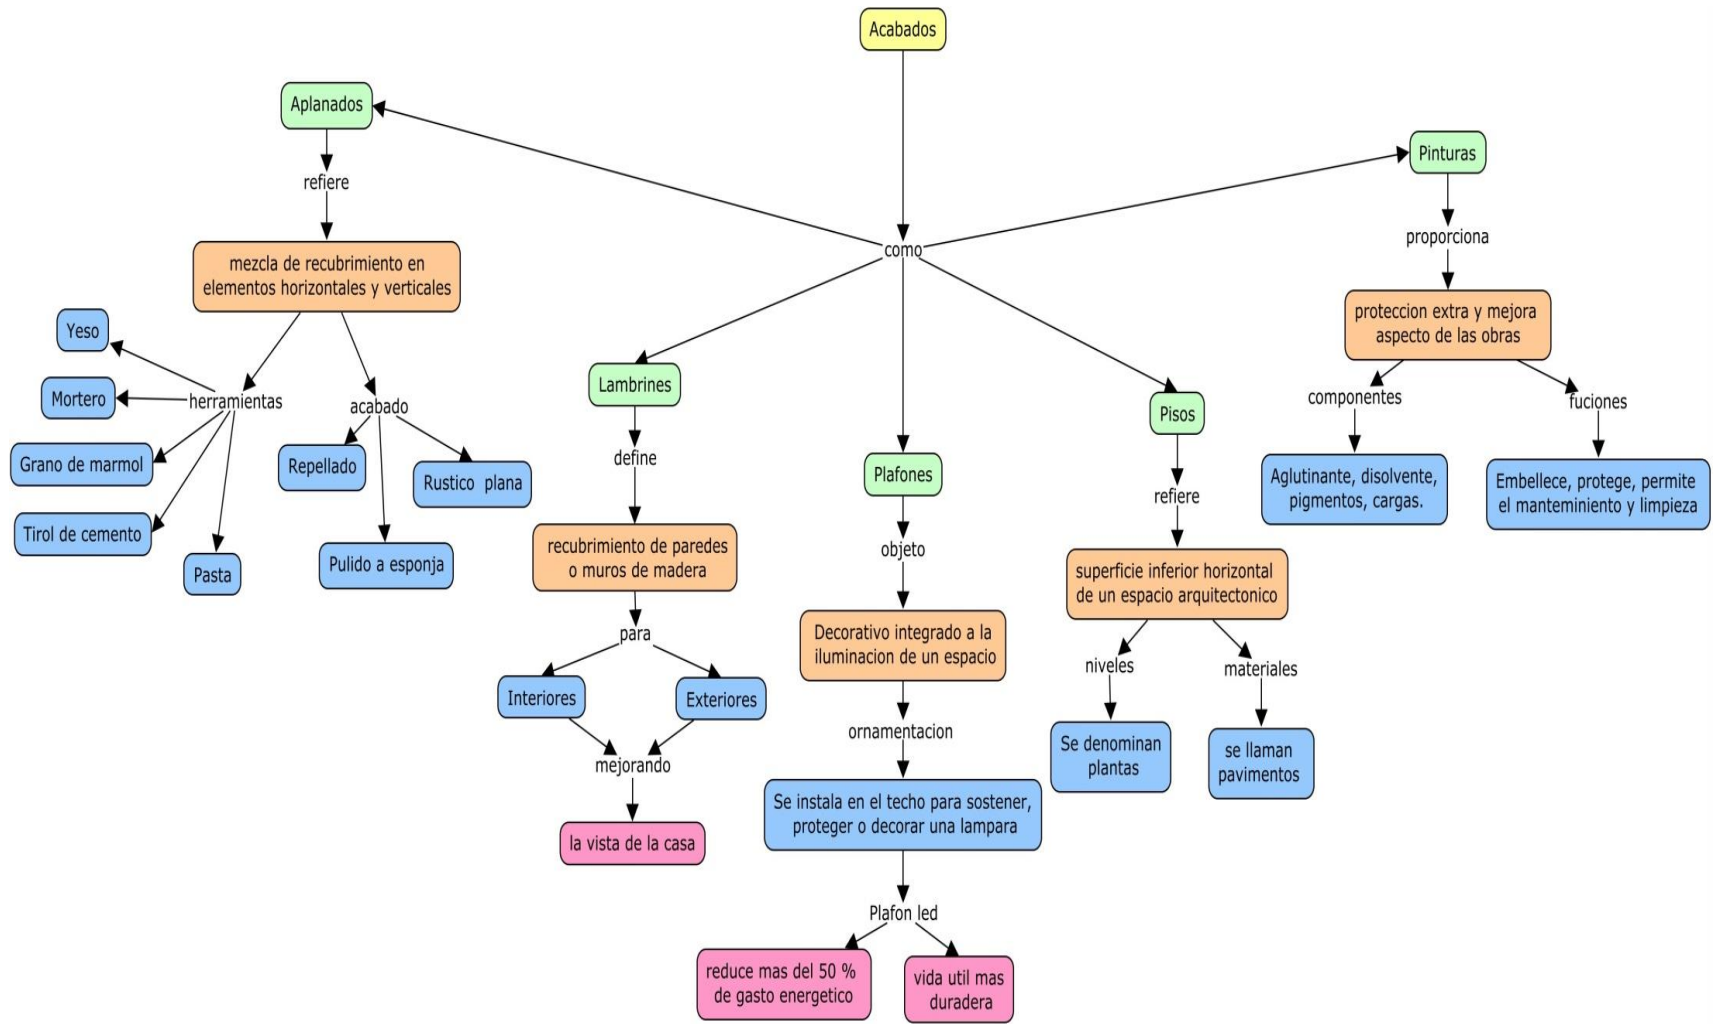 Acabados
como
Aplanados
refiere
mezcla de recubrimiento en
elementos horizontales y verticales
herramientas
Yeso
Mortero
Grano de marmol
Tirol de cemento
Pasta
acabado
Repellado
Pulido a esponja
Rustico plana
Lambrines
define
recubrimiento de paredes
o muros de madera
para
Interiores
Exteriores
mejorando
la vista de la casa
Plafones
objeto
Decorativo integrado a la
iluminacion de un espacio
ornamentacion
Se instala en el techo para sostener,
proteger o decorar una lampara
Plafon led
reduce mas del 50 %
de gasto energetico
vida util mas
duradera
Pisos
refiere
superficie inferior horizontal
de un espacio arquitectonico
niveles
Se denominan
plantas
materiales
se llaman
pavimentos
Pinturas
proporciona
proteccion extra y mejora
aspecto de las obras
componentes
Aglutinante, disolvente,
pigmentos, cargas.
fuciones
Embellece, protege, permite
el manteminiento y limpieza